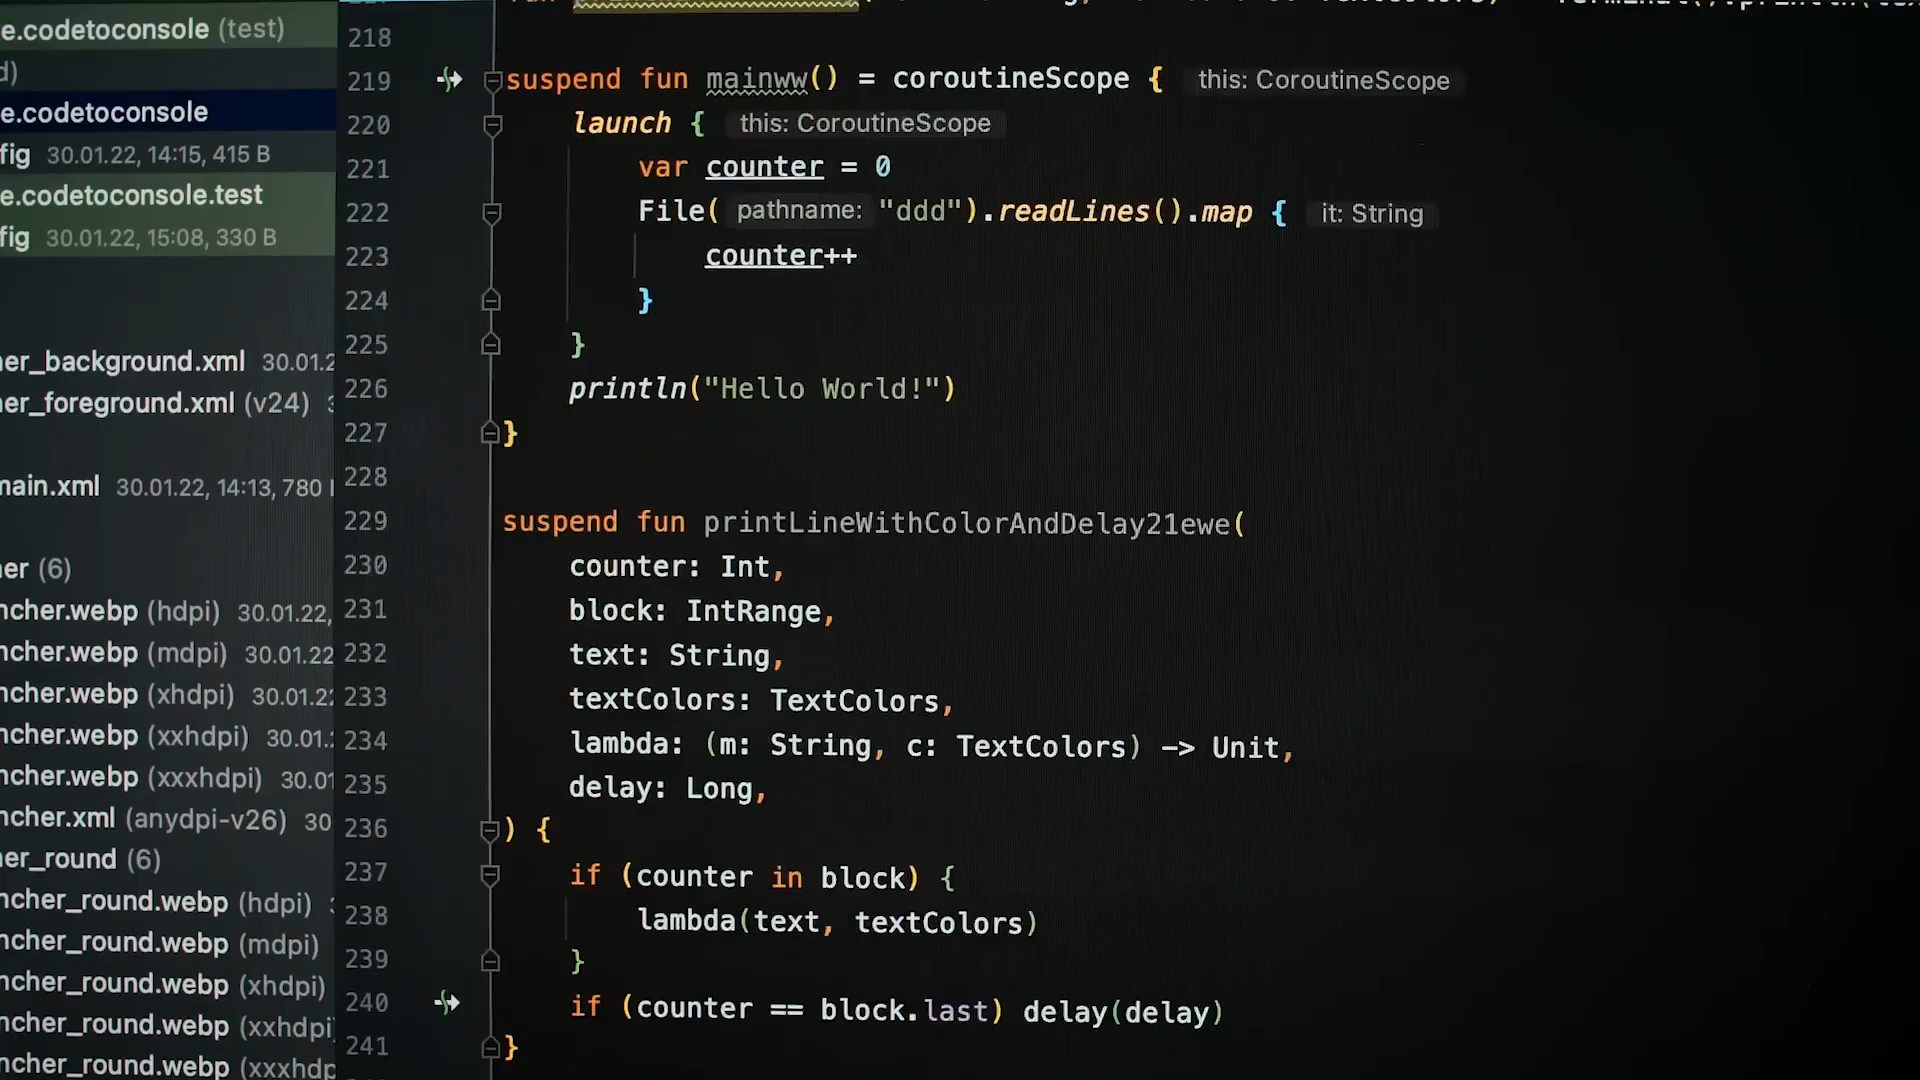 e.codetoconsole (test)
d)
e.codetoconsole
fig 30.01.22, 14:15, 415 B
e.codetoconsole.test
fig 30.01.22, 15:08, 330 B
er_background.xml 30.01.2
er_foreground.xml (v24)
main.xml 30.01.22, 14:13, 780
er (6)
ncher.webp (hdpi) 30.01.22,
ncher.webp (mdpi) 30.01.22
ncher.webp (xhdpi) 30.01.22
ncher.webp (xxhdpi) 30.01.
ncher.webp (xxxhdpi) 30.01
ncher.xml (anydpi-v26) 30
er_round (6)
ncher_round.webp (hdpi)
ncher_round.webp (mdpi)
ncher_round.webp (xhdpi)
ncher_round.webp (xxhdpi
ncher_round.webp (xxxhdp
218
219 suspend fun mainww() = coroutineScope { this: CoroutineScope
220 launch { this: CoroutineScope
221 var counter = 0
222 File( pathname: "ddd").readLines().map { it: String
223 counter++
224 }
225 }
226 println("Hello World!")
227 }
228
229 suspend fun printLineWithColorAndDelay21ewe(
230 counter: Int,
231 block: IntRange,
232 text: String,
233 textColors: TextColors,
234 lambda: (m: String, c: TextColors) -> Unit,
235 delay: Long,
236 ) {
237 if (counter in block) {
238 lambda(text, textColors)
239 }
240 if (counter == block.last) delay(delay)
241 }